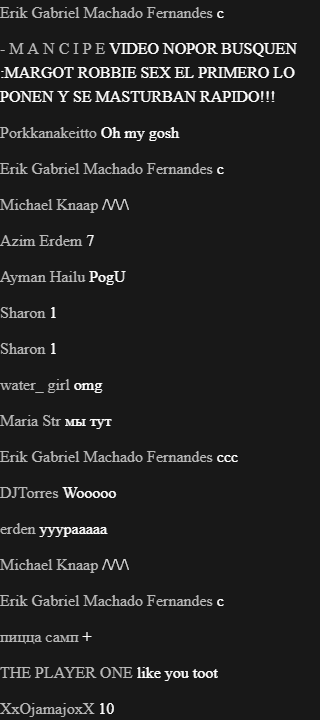 Erik Gabriel Machado Fernandes c
- M A N C I P E VIDEO NOPOR BUSQUEN
:MARGOT ROBBIE SEX EL PRIMERO LO
PONEN Y SE MASTURBAN RAPIDO!!!
Porkkanakeitto Oh my gosh
Erik Gabriel Machado Fernandes c
Michael Knaap /\/\/\
Azim Erdem 7
Ayman Hailu PogU
Sharon 1
Sharon 1
water_ girl omg
Maria Str мы тут
Erik Gabriel Machado Fernandes ccc
DJTorres Wooooo
erden yyypaaaaa
Michael Knaap /\/\/\
Erik Gabriel Machado Fernandes c
пицца самп +
THE PLAYER ONE like you toot
XxOjamajoxX 10